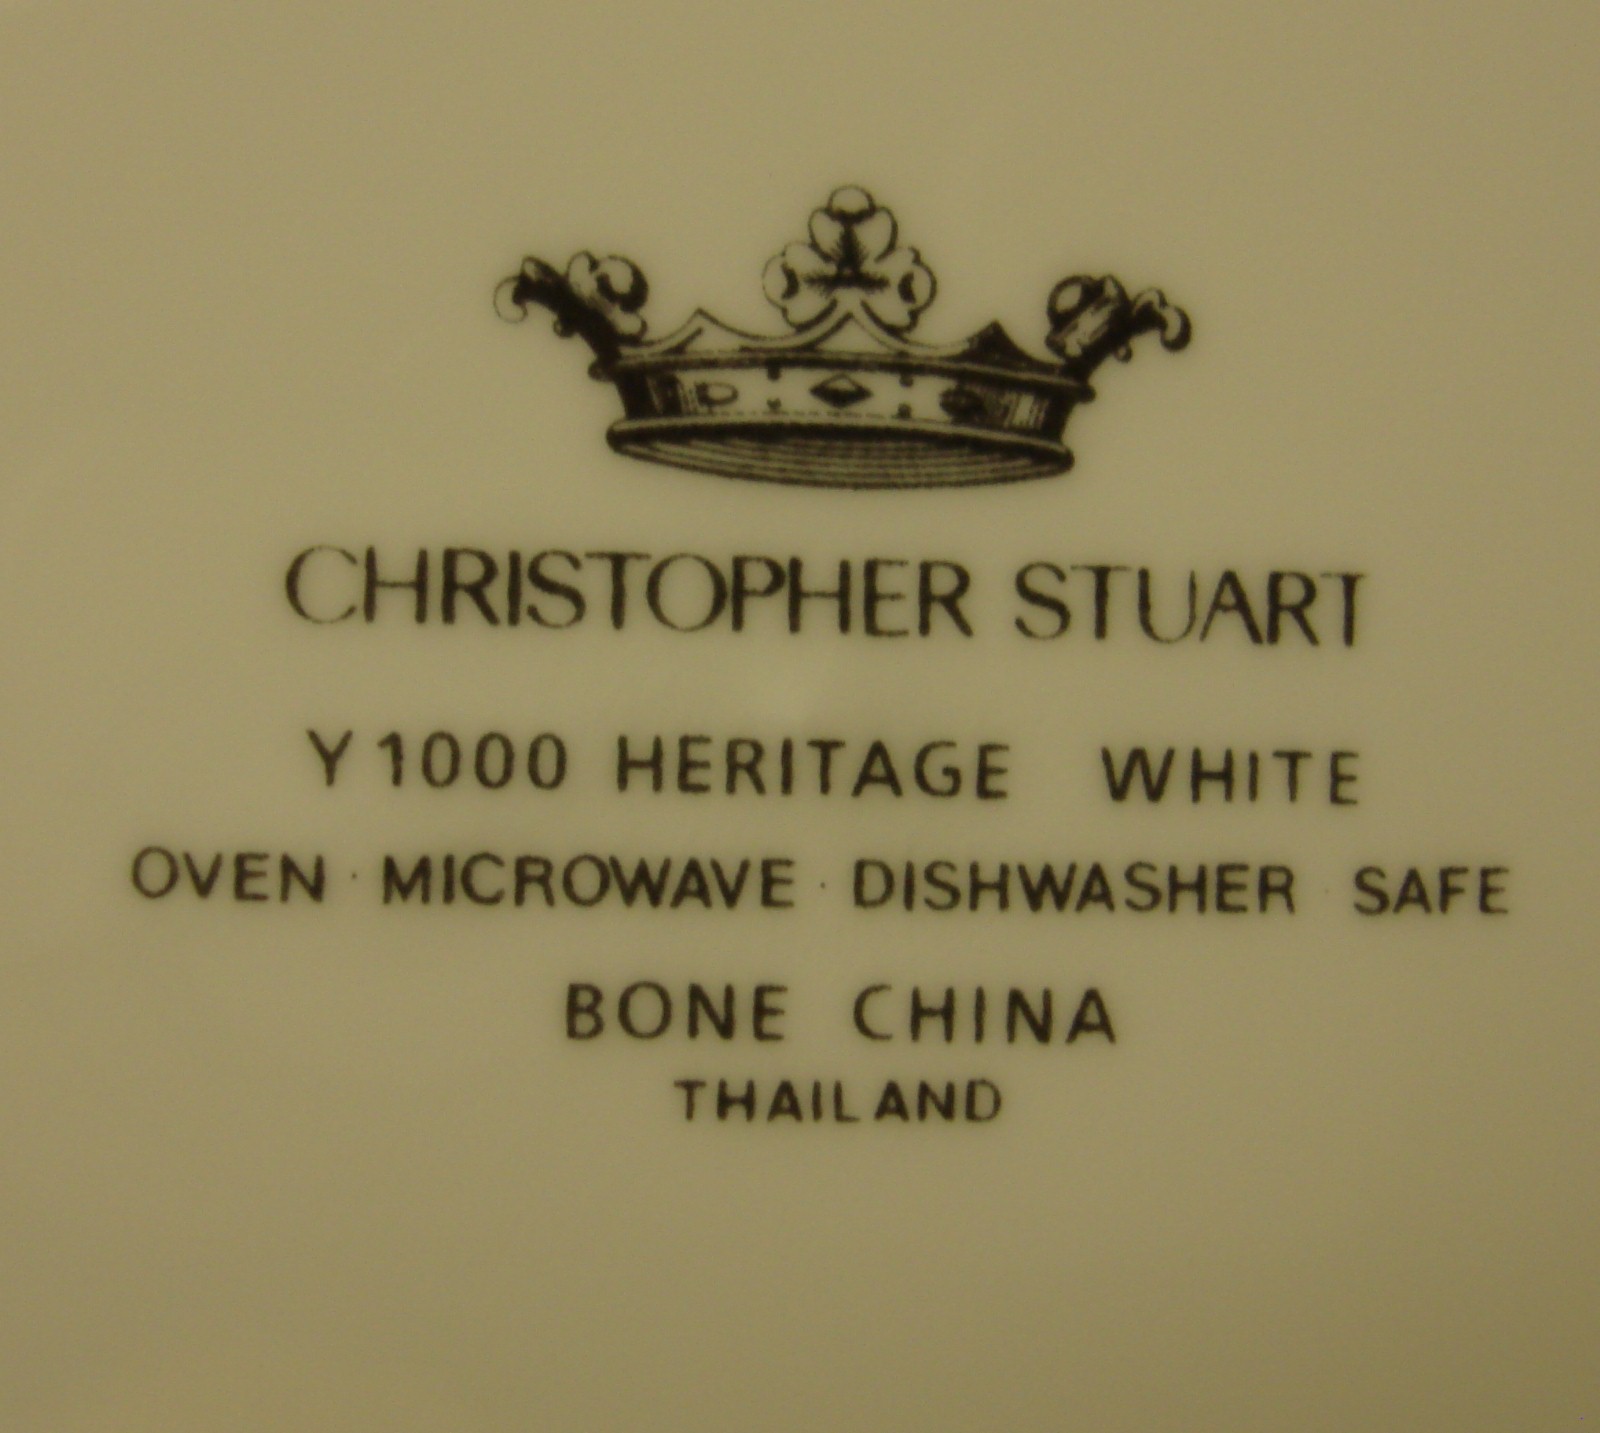 CHRISTOPHER STUART
Y1000 HERITAGE WHITE
OVEN · MICROWAVE · DISHWASHER · SAFE
BONE CHINA
THAILAND